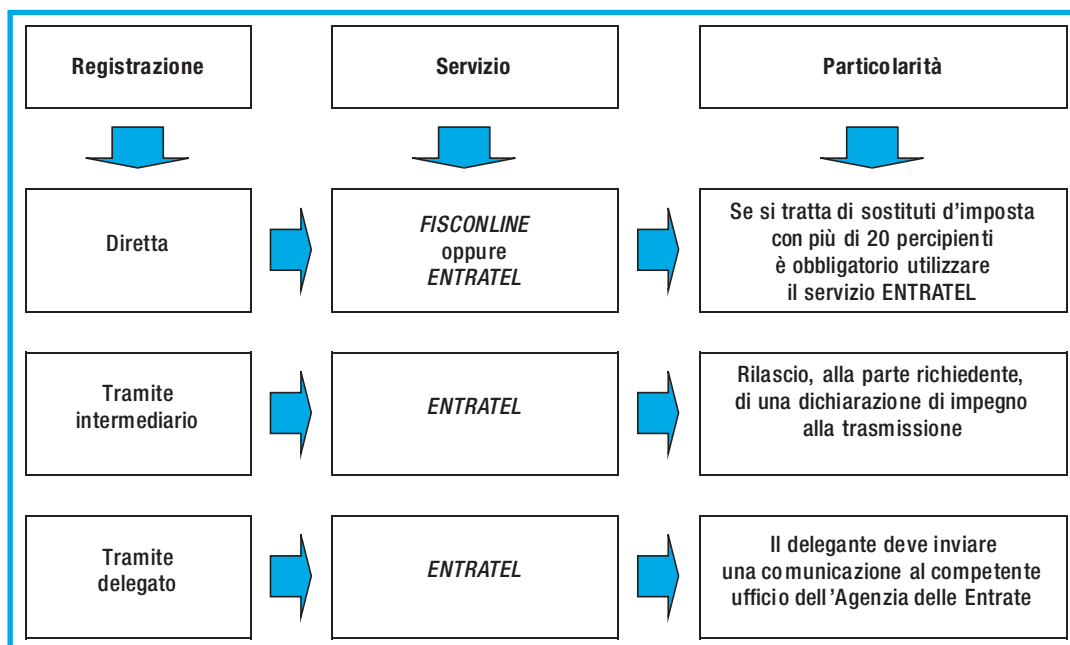 Registrazione
Servizio
Particolarità
Diretta
FISCONLINE
oppure
ENTRATEL
Se si tratta di sostituti d'imposta
con più di 20 percipienti
è obbligatorio utilizzare
il servizio ENTRATEL
Tramite
intermediario
ENTRATEL
Rilascio, alla parte richiedente,
di una dichiarazione di impegno
alla trasmissione
Tramite
delegato
ENTRATEL
Il delegante deve inviare
una comunicazione al competente
ufficio dell'Agenzia delle Entrate